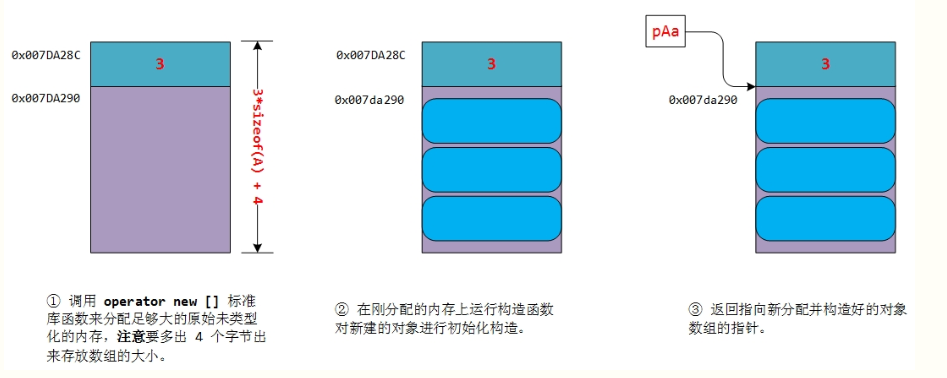 0x007DA28C
3
0x007DA290
3*sizeof(A) + 4
0x007DA28C
3
0x007da290
pAa
3
0x007da290
① 调用 operator new [] 标准
库函数来分配足够大的原始未类型
化的内存，注意要多出 4 个字节出
来存放数组的大小。
② 在刚分配的内存上运行构造函数
对新建的对象进行初始化构造。
③ 返回指向新分配并构造好的对象
数组的指针。